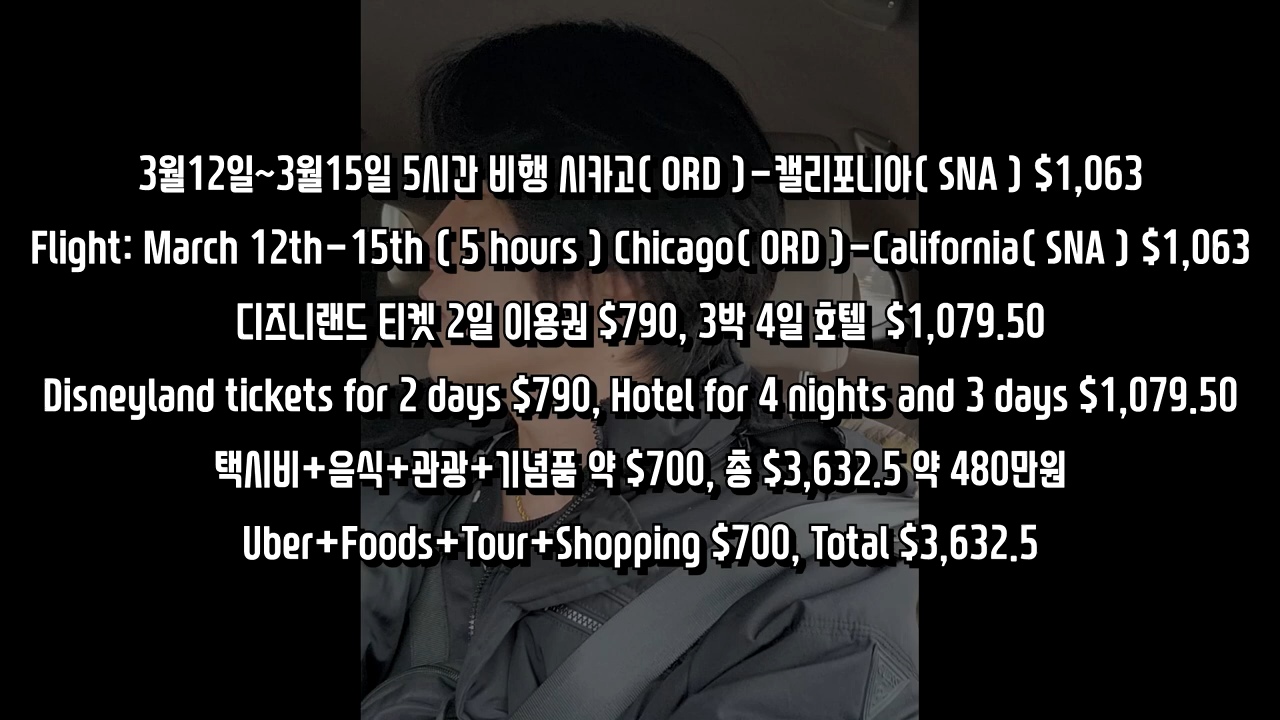 3월12일~3월15일 5시간 비행 시카고( ORD )-캘리포니아( SNA ) $1,063
Flight: March 12th-15th ( 5 hours ) Chicago( ORD )-California( SNA ) $1,063
디즈니랜드 티켓 2일 이용권 $790, 3박 4일 호텔 $1,079.50
Disneyland tickets for 2 days $790, Hotel for 4 nights and 3 days $1,079.50
택시비+음식+관광+기념품 약 $700, 총 $3,632.5 약 480만원
Uber+Foods+Tour+Shopping $700, Total $3,632.5